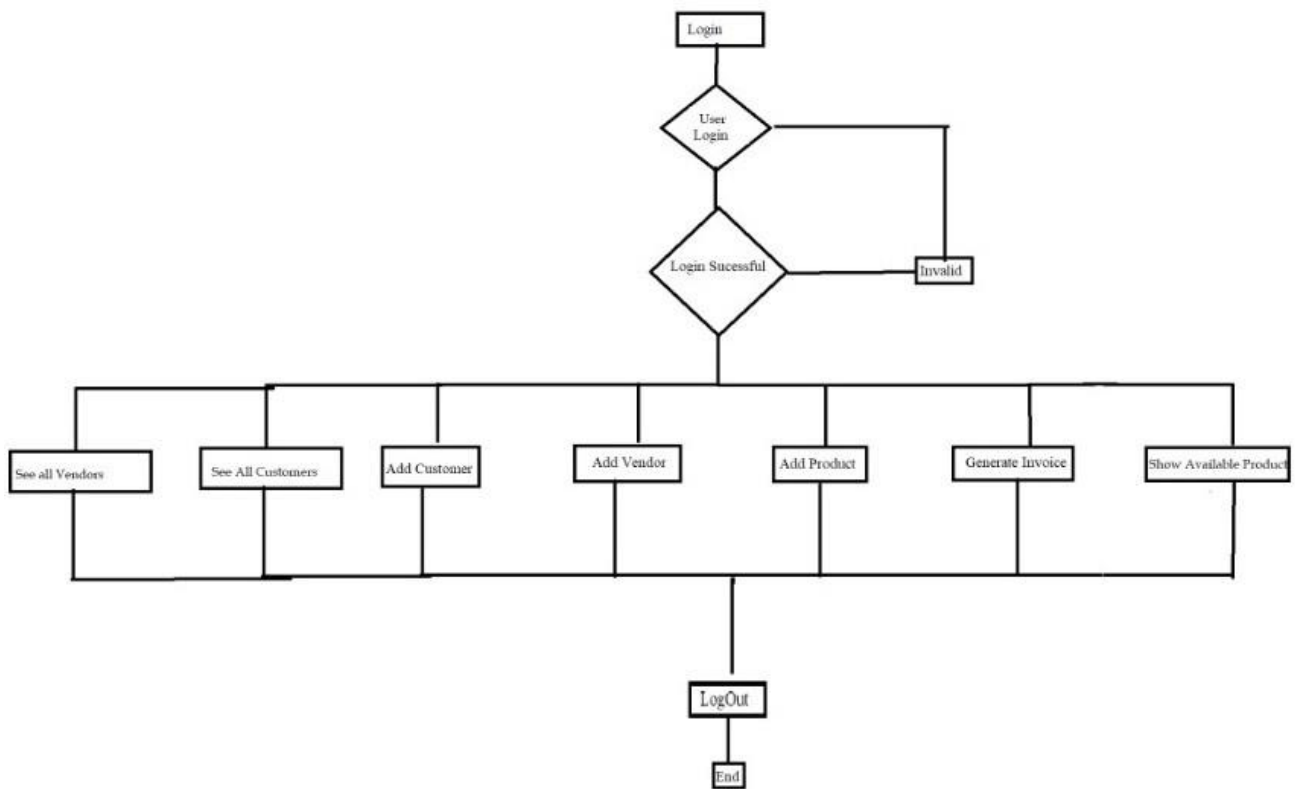 Login
User
Login
Login Sucessful
Invalid
See all Vendors
See All Customers
Add Customer
Add Vendor
Add Product
Generate Invoice
Show Available Product
LogOut
End